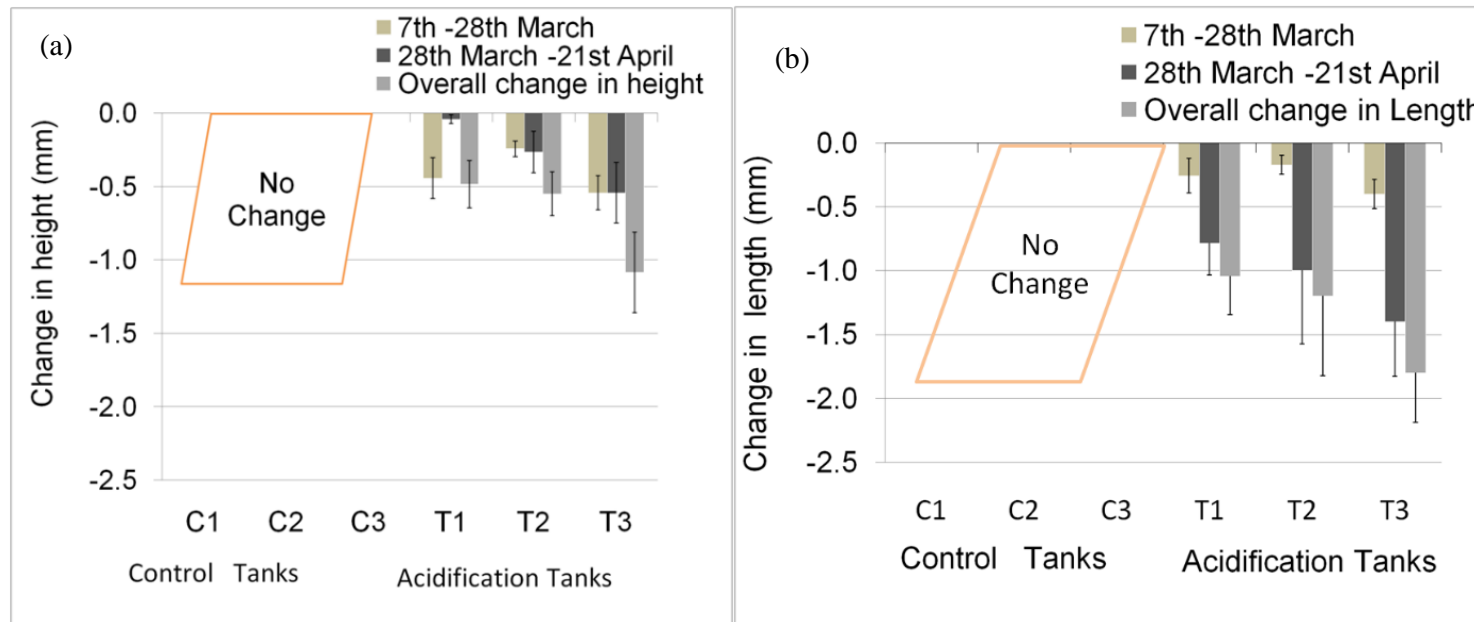 (a)
7th -28th March
28th March -21st April
Overall change in height
Change in height (mm)
0.0
-0.5
-1.0
-1.5
-2.0
-2.5
No
Change
C1 C2 C3 T1 T2 T3
Control Tanks Acidification Tanks
(b)
7th -28th March
28th March -21st April
Overall change in Length
Change in length (mm)
0.0
-0.5
-1.0
-1.5
-2.0
-2.5
No
Change
C1 C2 C3 T1 T2 T3
Control Tanks Acidification Tanks